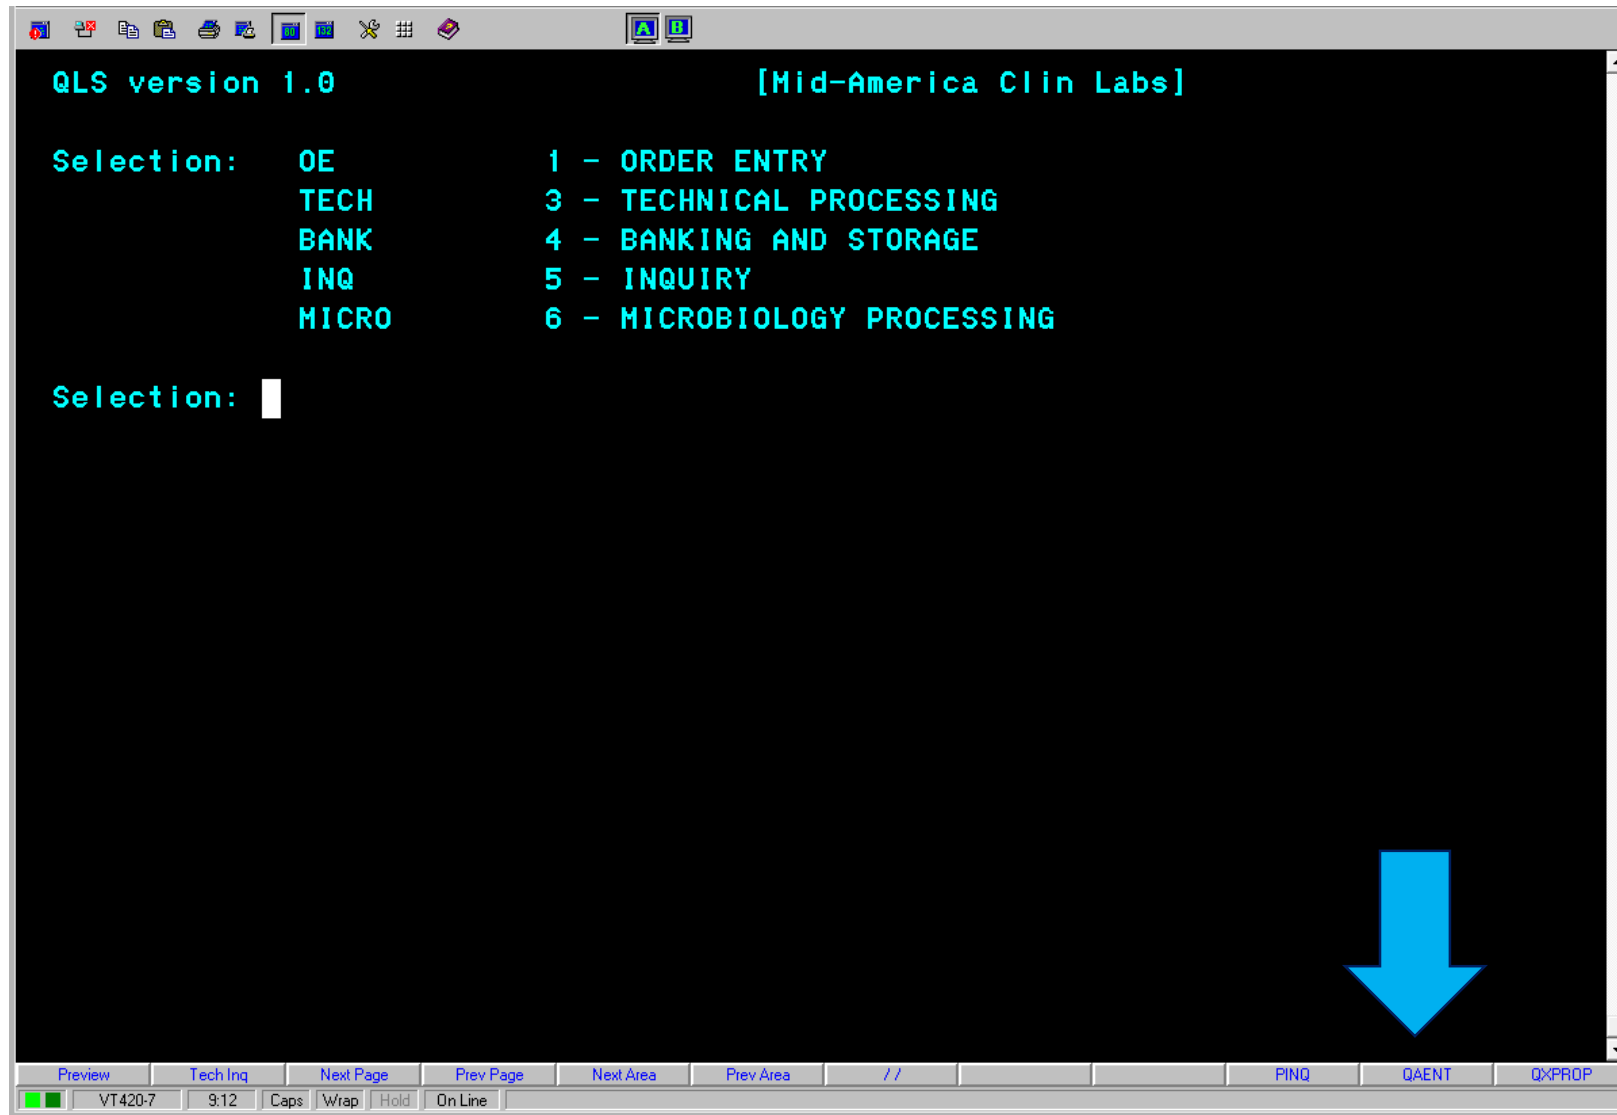 80 132 A B
QLS version 1.0 [Mid-America Clin Labs]
Selection: OE 1 - ORDER ENTRY
TECH 3 - TECHNICAL PROCESSING
BANK 4 - BANKING AND STORAGE
INQ 5 - INQUIRY
MICRO 6 - MICROBIOLOGY PROCESSING
Selection:
Preview Tech Inq Next Page Prev Page Next Area Prev Area // PINQ QAENT QXPROP
VT420-7 9:12 Caps Wrap Hold On Line